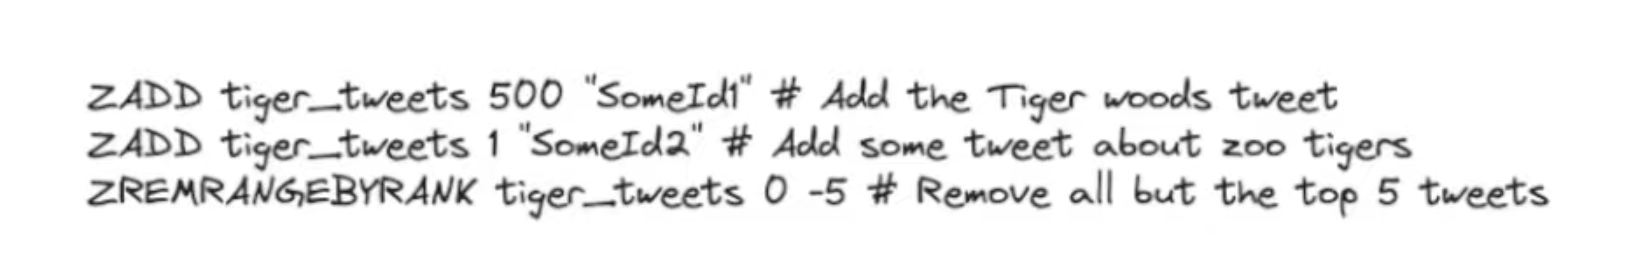 ZADD tiger_tweets 500 "SomeId1" # Add the Tiger woods tweet
ZADD tiger_tweets 1 "SomeId2" # Add some tweet about zoo tigers
ZREMRANGEBYRANK tiger_tweets 0 -5 # Remove all but the top 5 tweets